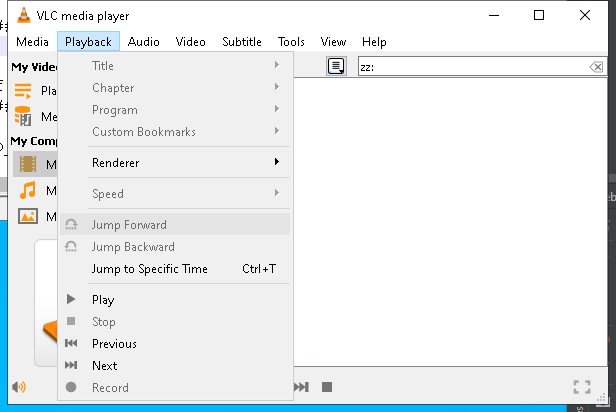 VLC media player
Media Playback Audio Video Subtitle Tools View Help
My Vide
zz:
Title
Pla
Chapter
Me
Program
Custom Bookmarks
My Comp
Renderer
M
Speed
M
Jump Forward
M
Jump Backward
Jump to Specific Time Ctrl+T
Play
Stop
Previous
Next
Record